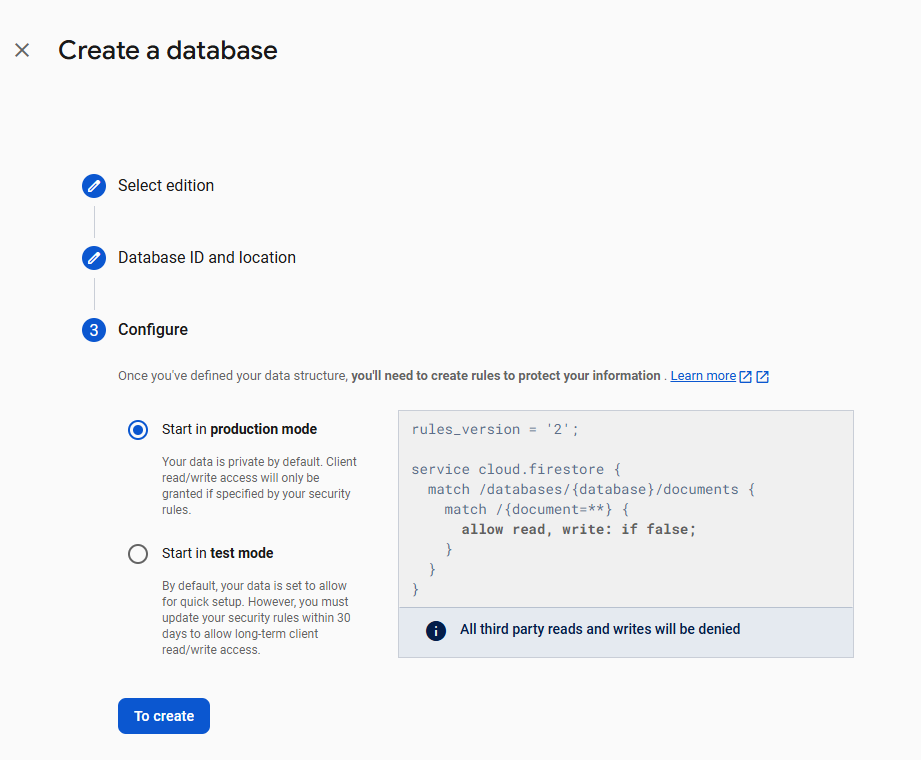 Create a database
Select edition
Database ID and location
3 Configure
Once you've defined your data structure, you'll need to create rules to protect your information . Learn more
Start in production mode
Your data is private by default. Client
read/write access will only be
granted if specified by your security
rules.
Start in test mode
By default, your data is set to allow
for quick setup. However, you must
update your security rules within 30
days to allow long-term client
read/write access.
rules_version = '2';
service cloud.firestore {
match /databases/{database}/documents {
match /{document=**} {
allow read, write: if false;
}
}
}
All third party reads and writes will be denied
To create